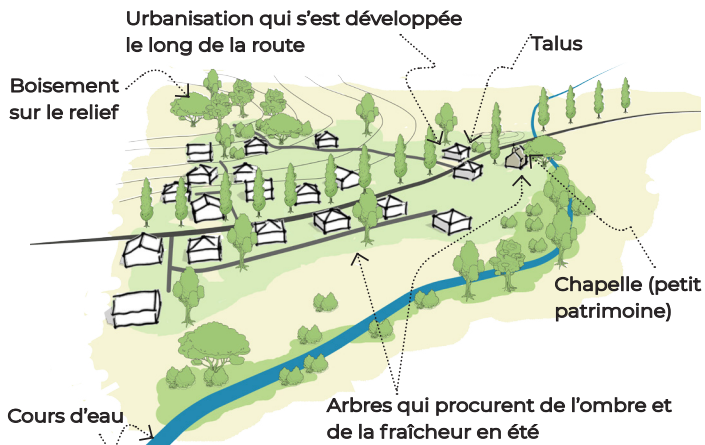 Urbanisation qui s'est développée
le long de la route
Talus
Boisement
sur le relief
Chapelle (petit
patrimoine)
Arbres qui procurent de l'ombre et
de la fraîcheur en été
Cours d'eau